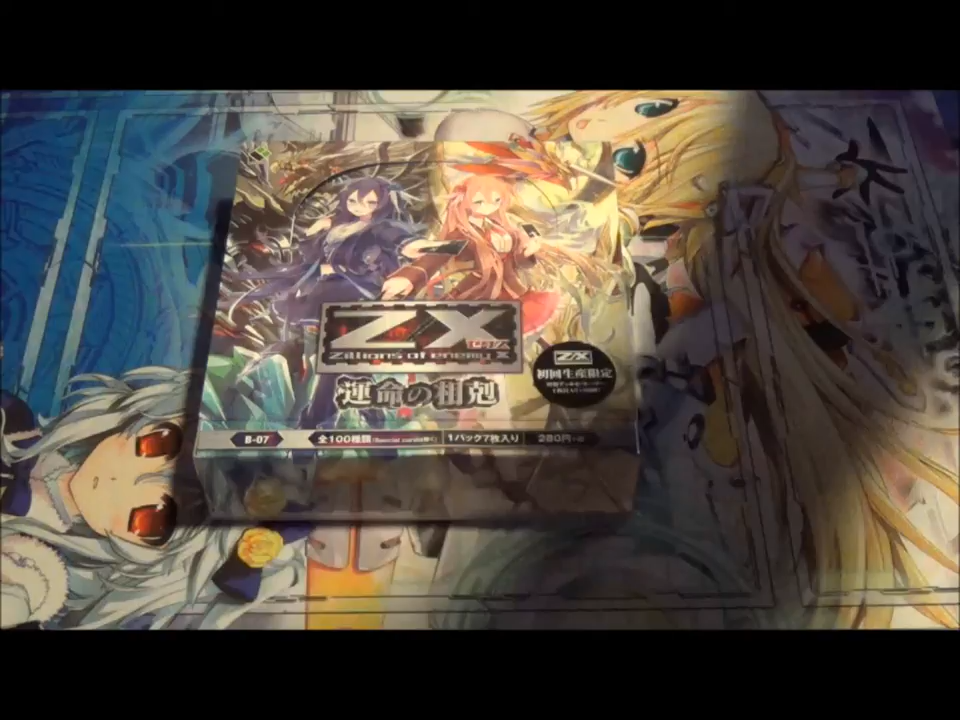 Z/X
ゼクス
Zillions of enemy X
運命の相剋
Z/X
初回生産限定
B-07
全100種類
1パック7枚入り
280円